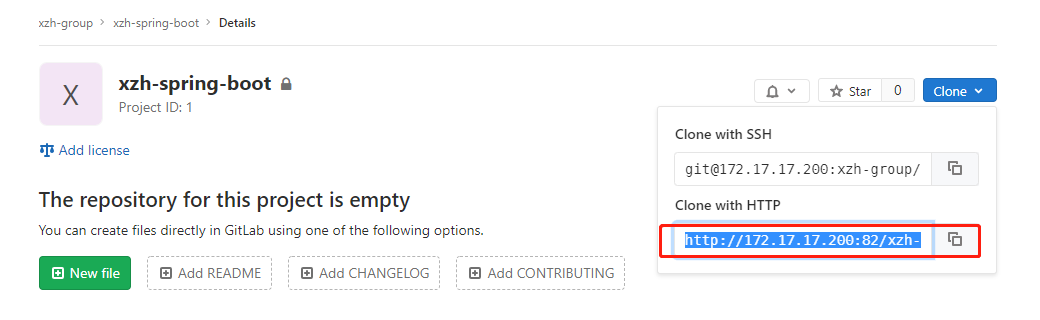 xzh-group > xzh-spring-boot > Details
xzh-spring-boot
Project ID: 1
Star 0 Clone
Add license
Clone with SSH
git@172.17.17.200:xzh-group/
Clone with HTTP
http://172.17.17.200:82/xzh-
The repository for this project is empty
You can create files directly in GitLab using one of the following options.
New file Add README Add CHANGELOG Add CONTRIBUTING
X